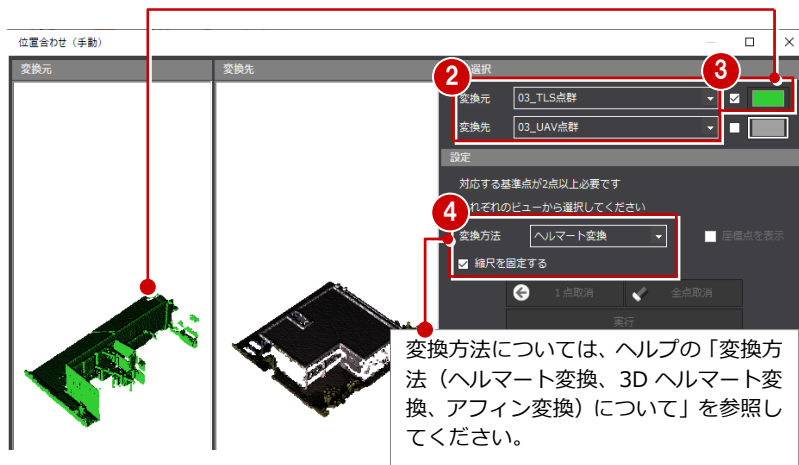 位置合わせ（手動）
変換元
変換先
選択
2
3
変換元
03_TLS点群
変換先
03_UAV点群
設定
対応する基準点が2点以上必要です
れぞれのビューから選択してください
4
変換方法
ヘルマート変換
座標点を表示
縮尺を固定する
1点取消
全点取消
実行
変換方法については、ヘルプの「変換方
法（ヘルマート変換、3D ヘルマート変
換、アフィン変換）について」を参照し
てください。